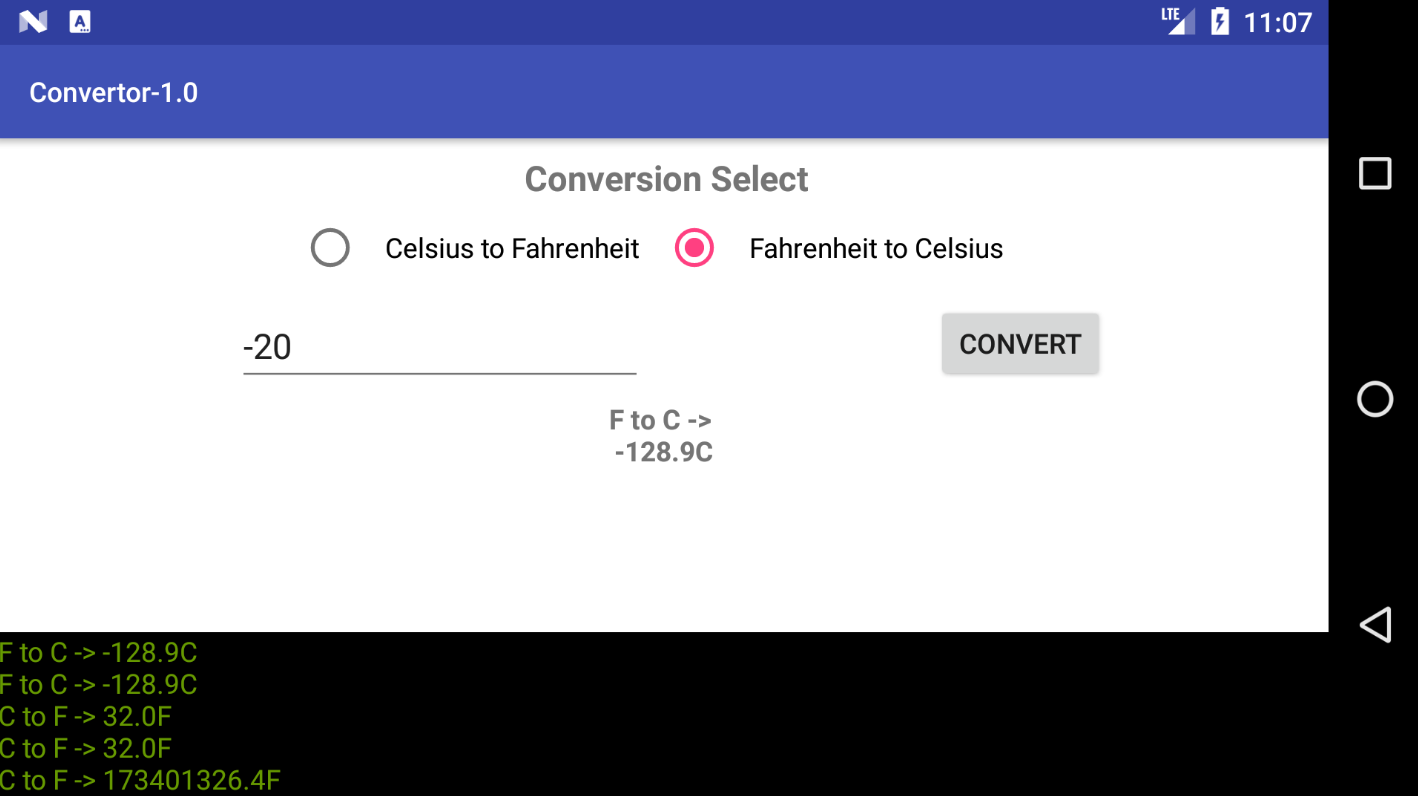 LTE 11:07
Convertor-1.0
Conversion Select
Celsius to Fahrenheit Fahrenheit to Celsius
-20 CONVERT
F to C ->
-128.9C
F to C -> -128.9C
F to C -> -128.9C
C to F -> 32.0F
C to F -> 32.0F
C to F -> 173401326.4F